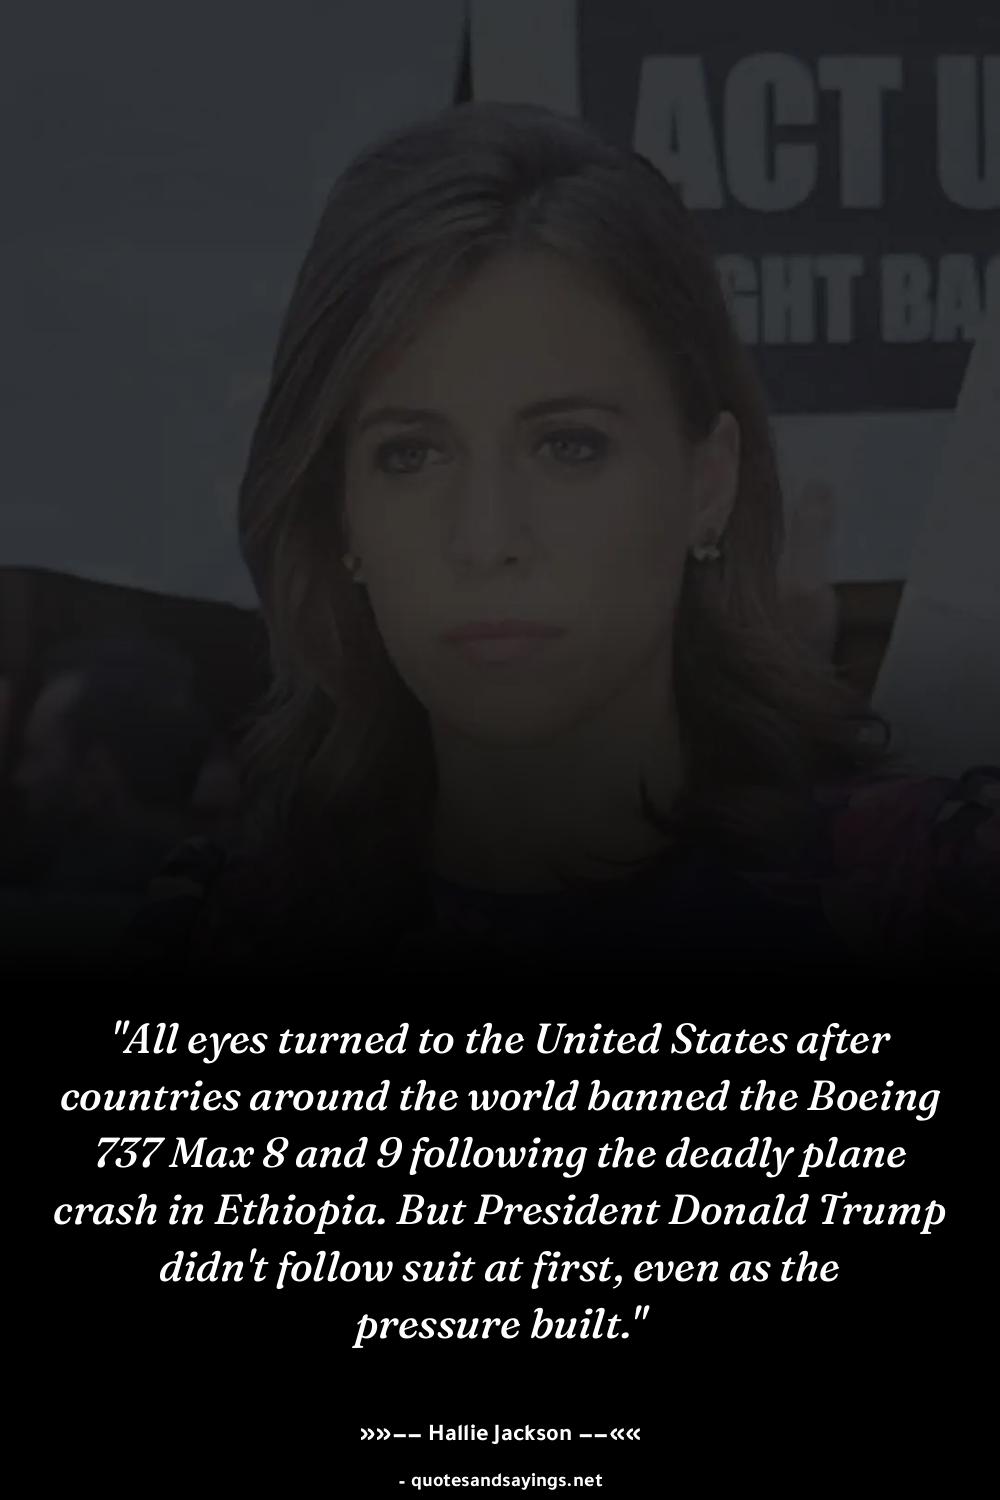 ACT U
GHT BAC
"All eyes turned to the United States after
countries around the world banned the Boeing
737 Max 8 and 9 following the deadly plane
crash in Ethiopia. But President Donald Trump
didn't follow suit at first, even as the
pressure built."
»»–– Hallie Jackson ––««
- quotesandsayings.net